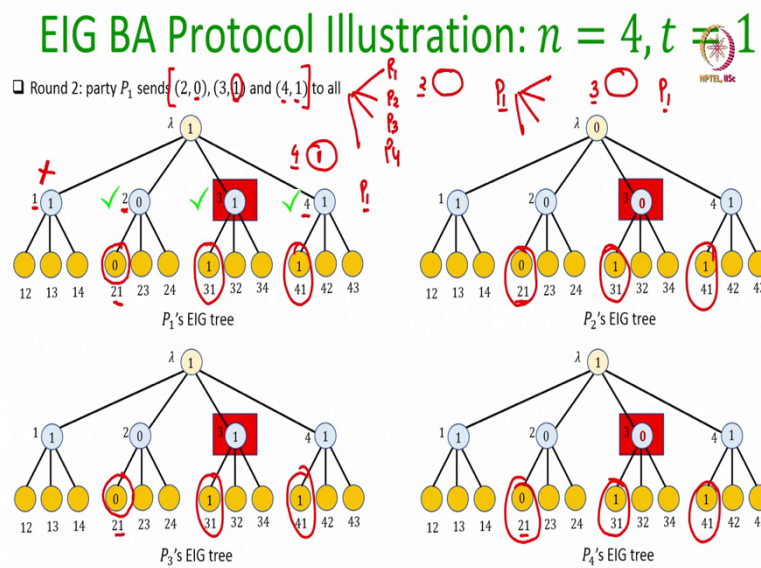 EIG BA Protocol Illustration: n = 4, t = 1
NPTEL, IISc
❑ Round 2: party P₁ sends (2, 0), (3, 1) and (4, 1) to all
P₁
P₂
P₃
P₄
2
P₁
3
P₁
4 1
P₁
λ 1
1 1 2 0 3 1 4 1
0 1 1
12 13 14 21 23 24 31 32 34 41 42 43
P₁'s EIG tree
λ 0
1 1 2 0 3 0 4 1
0 1 1
12 13 14 21 23 24 31 32 34 41 42 43
P₂'s EIG tree
λ 1
1 1 2 0 3 1 4 1
0 1 1
12 13 14 21 23 24 31 32 34 41 42 43
P₃'s EIG tree
λ 1
1 1 2 0 3 0 4 1
0 1 1
12 13 14 21 23 24 31 32 34 41 42 4
P₄'s EIG tree